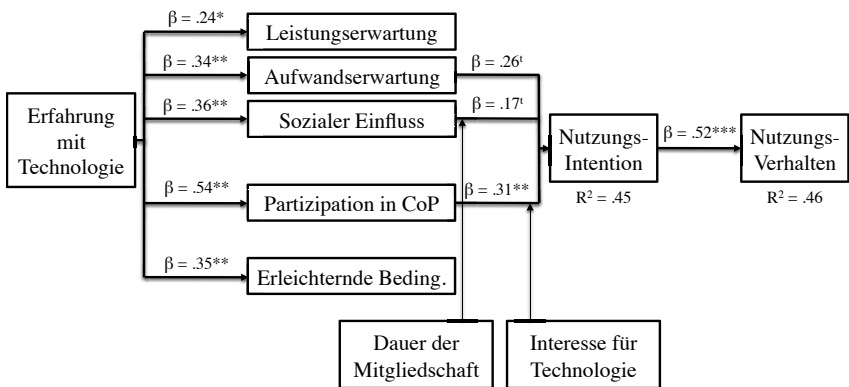 β = .24*
Leistungserwartung
β = .34**
Aufwandserwartung
β = .26ᵗ
Erfahrung
mit
Technologie
β = .36**
Sozialer Einfluss
β = .17ᵗ
Nutzungs-
Intention
R² = .45
β = .52***
Nutzungs-
Verhalten
R² = .46
β = .54**
Partizipation in CoP
β = .31**
β = .35**
Erleichternde Beding.
Dauer der
Mitgliedschaft
Interesse für
Technologie